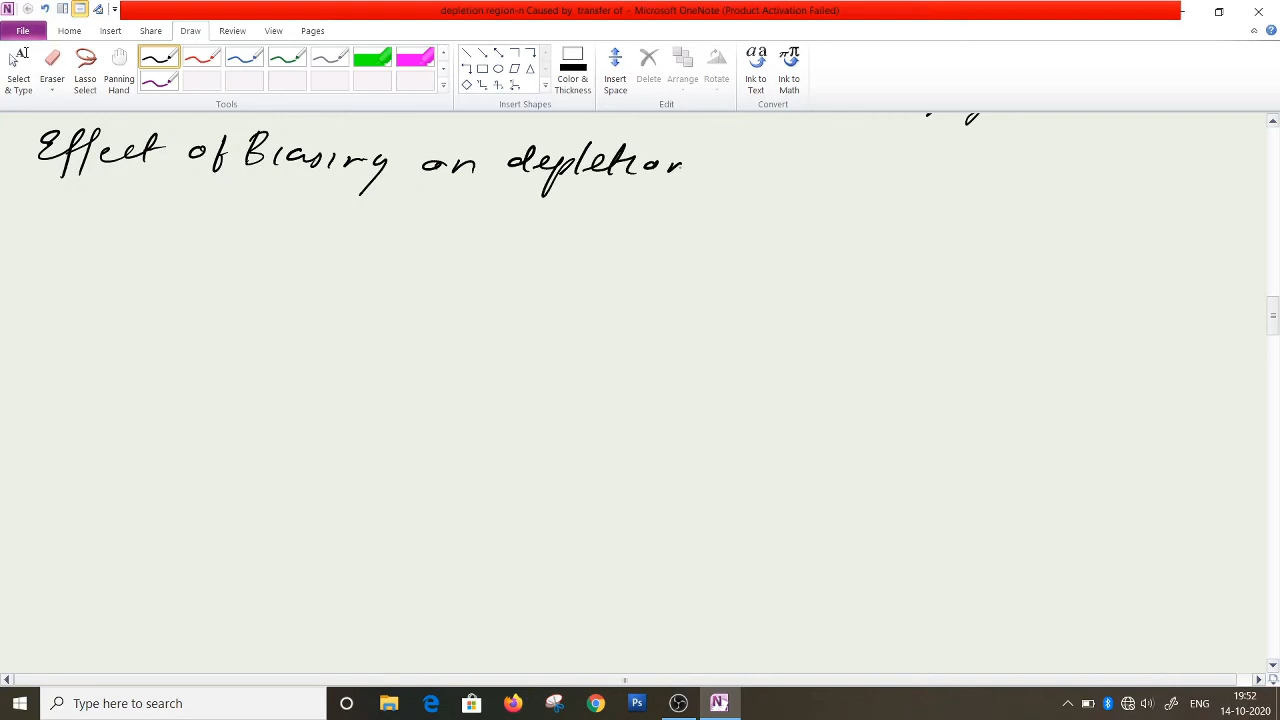 depletion.region-n Caused by transfer of - Microsoft OneNote (Product Activation Failed)
File Home Insert Share Draw Review View Pages
Select & Type Eraser Lasso Select Panning Hand Color & Thickness Insert Space Delete Arrange Rotate Ink to Text Ink to Math
Tools Insert Shapes Edit Convert
Effect of Biasing on depletion
Type here to search
ENG 19:52
14-10-2020